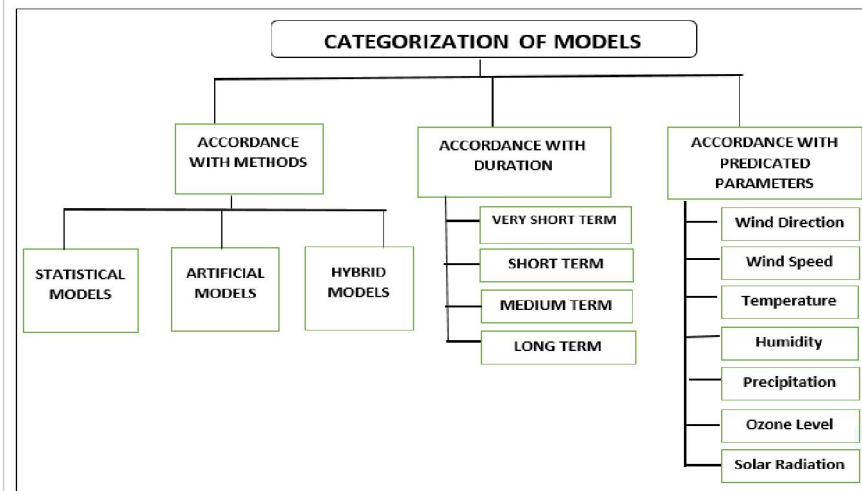 CATEGORIZATION OF MODELS
ACCORDANCE
WITH METHODS
STATISTICAL
MODELS
ARTIFICIAL
MODELS
HYBRID
MODELS
ACCORDANCE WITH
DURATION
VERY SHORT TERM
SHORT TERM
MEDIUM TERM
LONG TERM
ACCORDANCE WITH
PREDICATED
PARAMETERS
Wind Direction
Wind Speed
Temperature
Humidity
Precipitation
Ozone Level
Solar Radiation